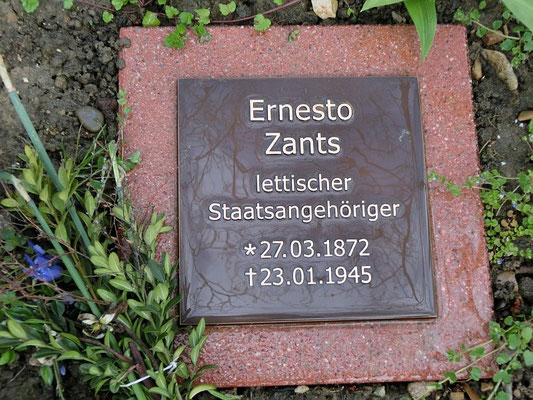 Ernesto
Zants
lettischer
Staatsangehöriger
*27.03.1872
†23.01.1945